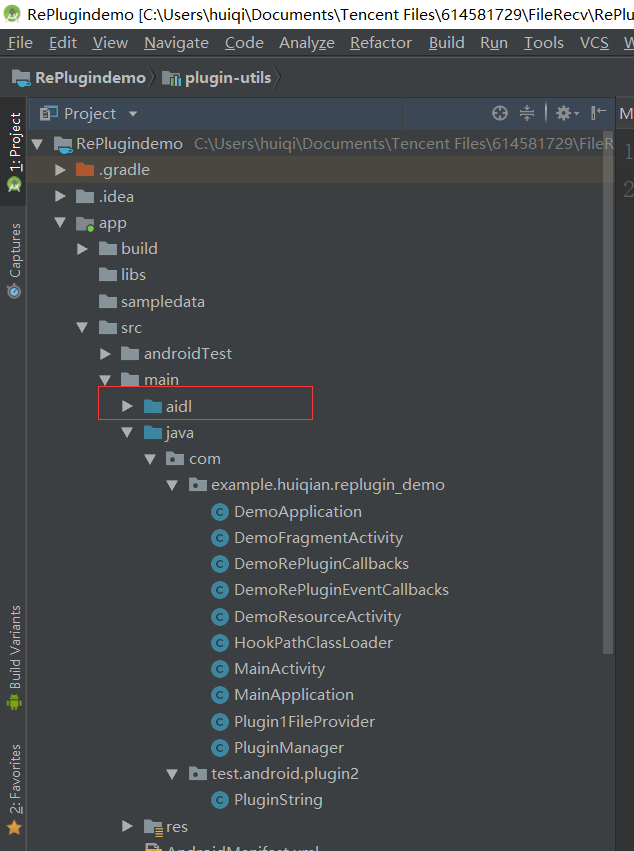 RePlugindemo [C:\Users\huiqi\Documents\Tencent Files\614581729\FileRecv\RePlu
File Edit View Navigate Code Analyze Refactor Build Run Tools VCS W
RePlugindemo plugin-utils
Project
M
1: Project
Captures
Build Variants
2: Favorites
RePlugindemo C:\Users\huiqi\Documents\Tencent Files\614581729\FileR
.gradle
1
.idea
2
app
build
libs
sampledata
src
androidTest
main
aidl
java
com
example.huiqian.replugin_demo
DemoApplication
DemoFragmentActivity
DemoRePluginCallbacks
DemoRePluginEventCallbacks
DemoResourceActivity
HookPathClassLoader
MainActivity
MainApplication
Plugin1FileProvider
PluginManager
test.android.plugin2
PluginString
res
AndroidManifest.xml